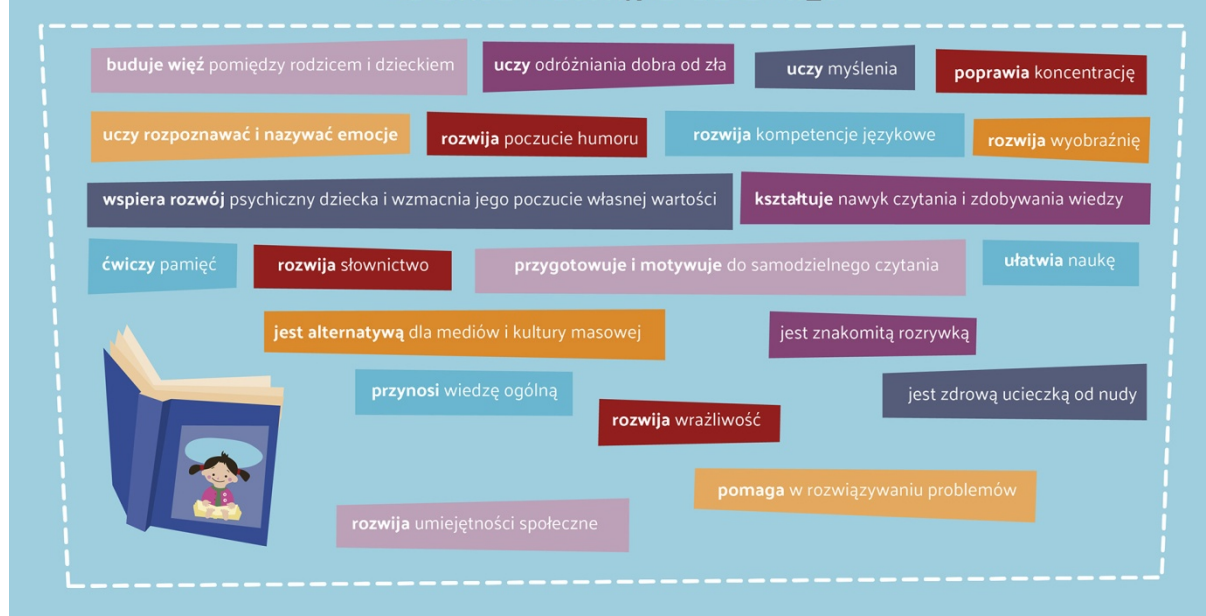 buduje więź pomiędzy rodzicem i dzieckiem
uczy odróżniania dobra od zła
uczy myślenia
poprawia koncentrację
uczy rozpoznawać i nazywać emocje
rozwija poczucie humoru
rozwija kompetencje językowe
rozwija wyobraźnię
wspiera rozwój psychiczny dziecka i wzmacnia jego poczucie własnej wartości
kształtuje nawyk czytania i zdobywania wiedzy
ćwiczy pamięć
rozwija słownictwo
przygotowuje i motywuje do samodzielnego czytania
ułatwia naukę
jest alternatywą dla mediów i kultury masowej
jest znakomitą rozrywką
przynosi wiedzę ogólną
jest zdrową ucieczką od nudy
rozwija wrażliwość
pomaga w rozwiązywaniu problemów
rozwija umiejętności społeczne